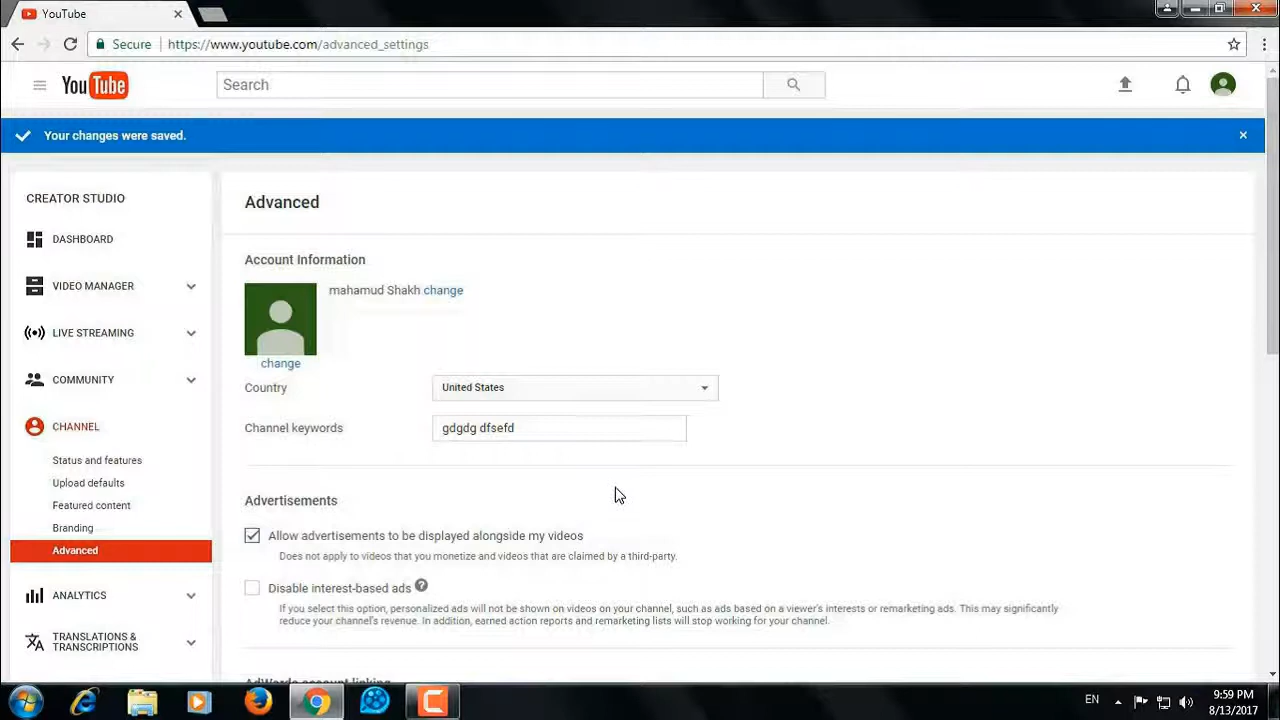 YouTube
Secure https://www.youtube.com/advanced_settings
YouTube
Search
Your changes were saved.
CREATOR STUDIO
DASHBOARD
VIDEO MANAGER
LIVE STREAMING
COMMUNITY
CHANNEL
Status and features
Upload defaults
Featured content
Branding
Advanced
ANALYTICS
TRANSLATIONS &
TRANSCRIPTIONS
Advanced
Account Information
mahamud Shakh change
change
Country United States
Channel keywords gdgdg dfsefd
Advertisements
Allow advertisements to be displayed alongside my videos
Does not apply to videos that you monetize and videos that are claimed by a third-party.
Disable interest-based ads ?
If you select this option, personalized ads will not be shown on videos on your channel, such as ads based on a viewer's interests or remarketing ads. This may significantly
reduce your channel's revenue. In addition, earned action reports and remarketing lists will stop working for your channel.
AdWords account linking
EN
9:59 PM
8/13/2017